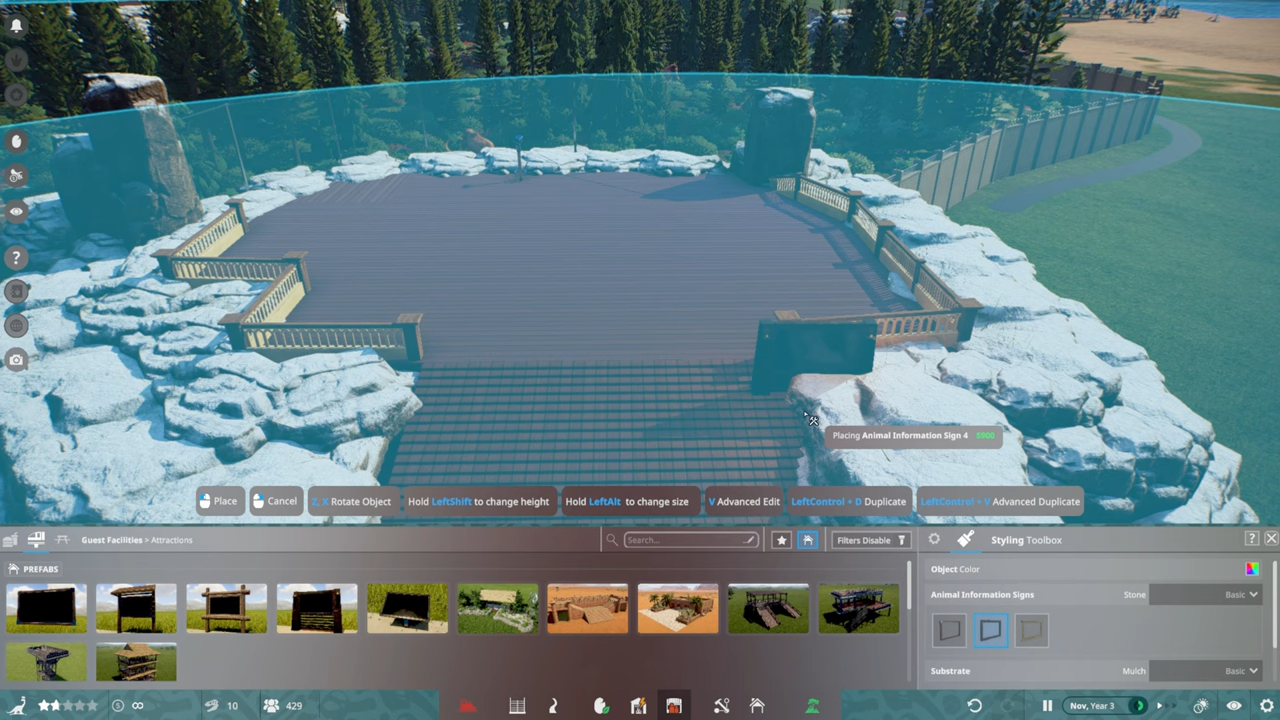 Placing Animal Information Sign 4 $900
Place
Cancel
Z, X Rotate Object
Hold LeftShift to change height
Hold LeftAlt to change size
V Advanced Edit
LeftControl + D Duplicate
LeftControl + V Advanced Duplicate
Guest Facilities > Attractions
Search...
Filters Disable
Styling Toolbox
?
PREFABS
Object Color
Animal Information Signs Stone Basic
Substrate Mulch Basic
10
429
Nov, Year 3